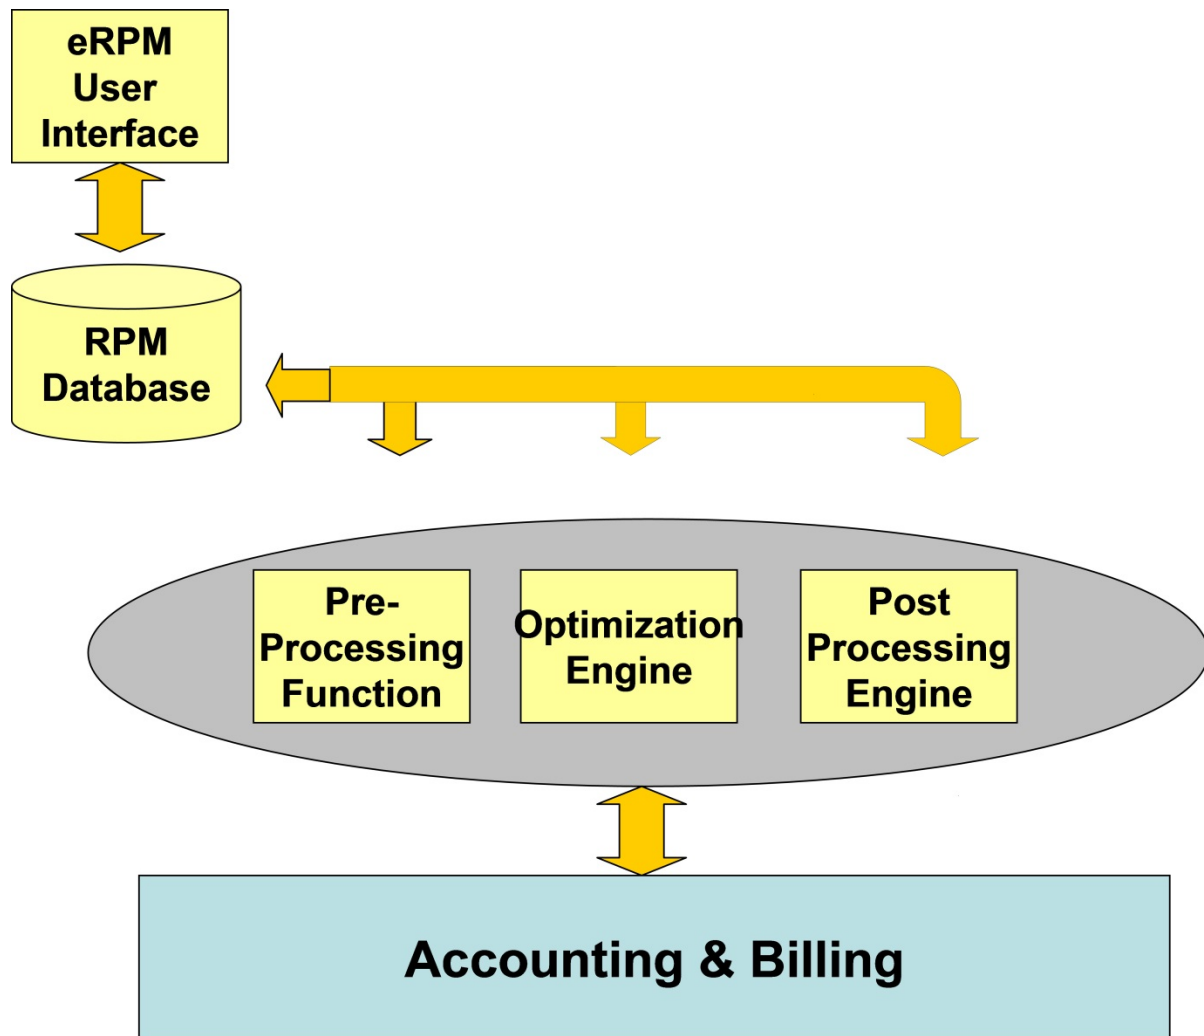 eRPM
User
Interface
RPM
Database
Pre-
Processing
Function
Optimization
Engine
Post
Processing
Engine
Accounting & Billing